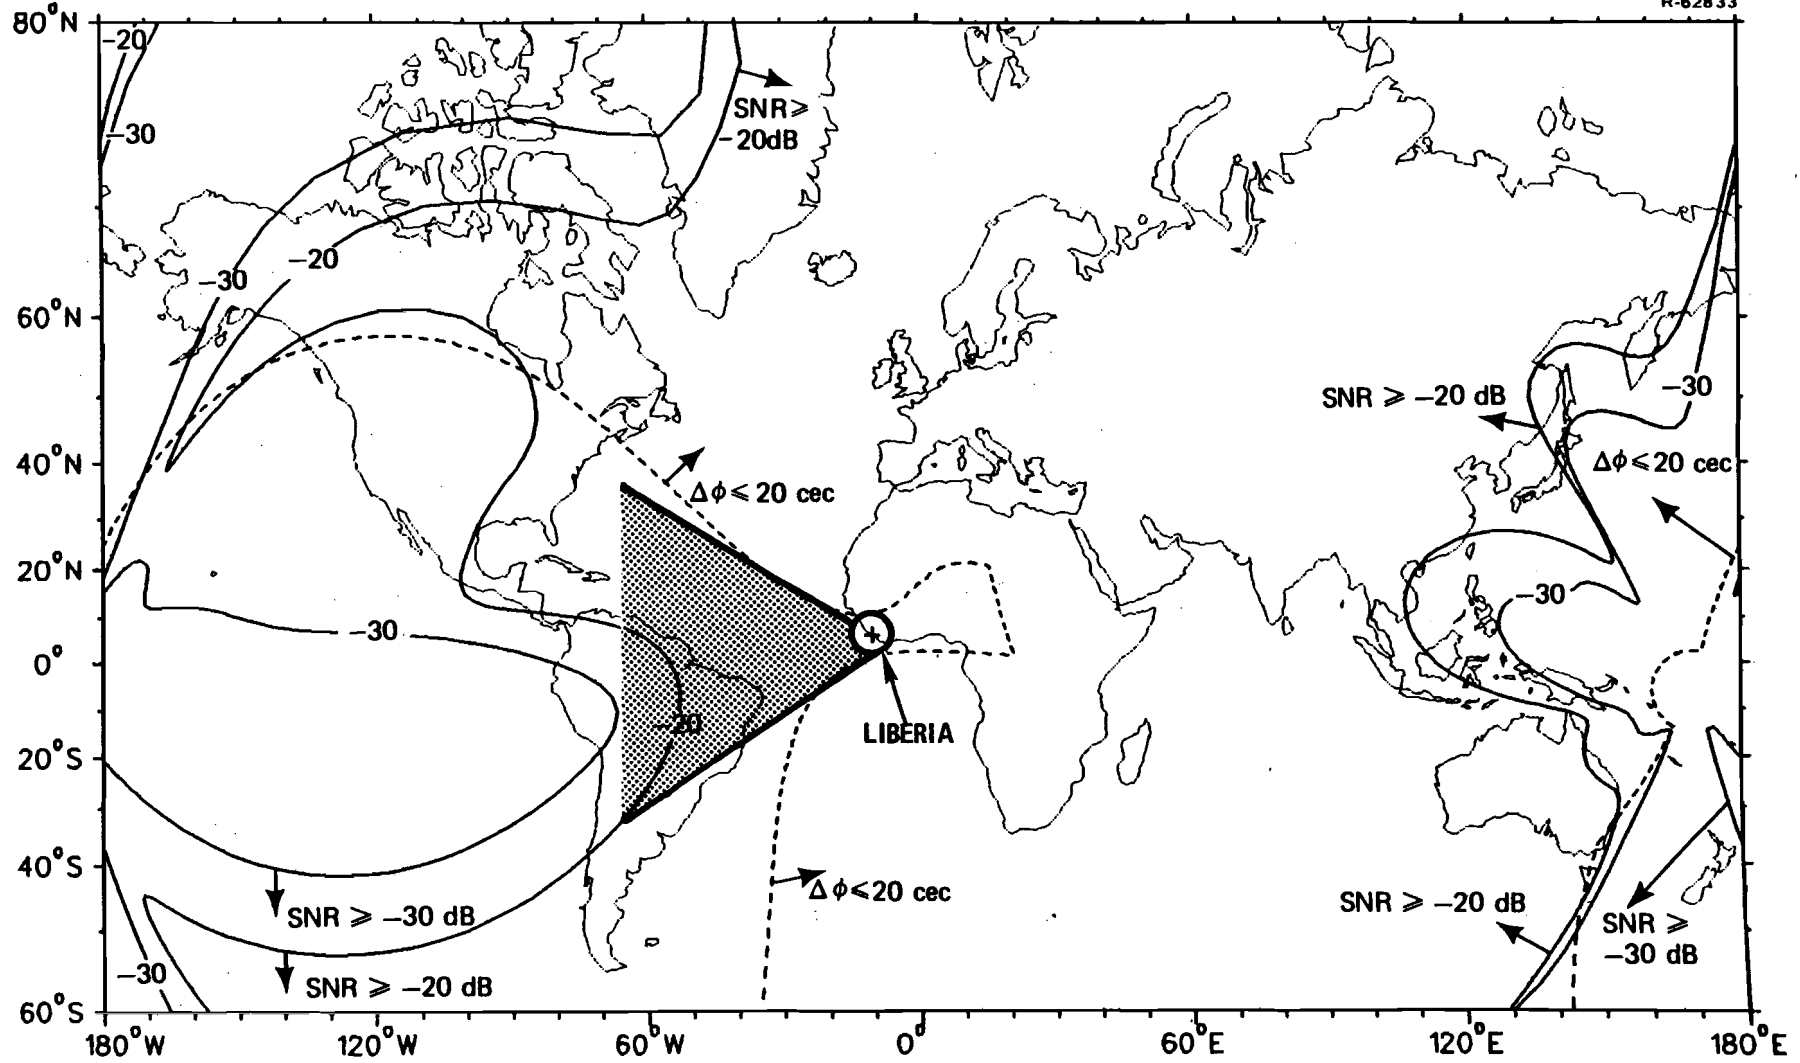 R-62833
80°N
-20
-30
SNR ≥
-20dB
-20
-30
60°N
-30
SNR ≥ -20 dB
Δφ ≤ 20 cec
40°N
Δφ ≤ 20 cec
20°N
-30
-30
0°
-20
LIBERIA
20°S
40°S
Δφ ≤ 20 cec
SNR ≥ -20 dB
SNR ≥ -30 dB
SNR ≥
-30 dB
-30
SNR ≥ -20 dB
60°S
180°W
120°W
60°W
0°
60°E
120°E
180°E